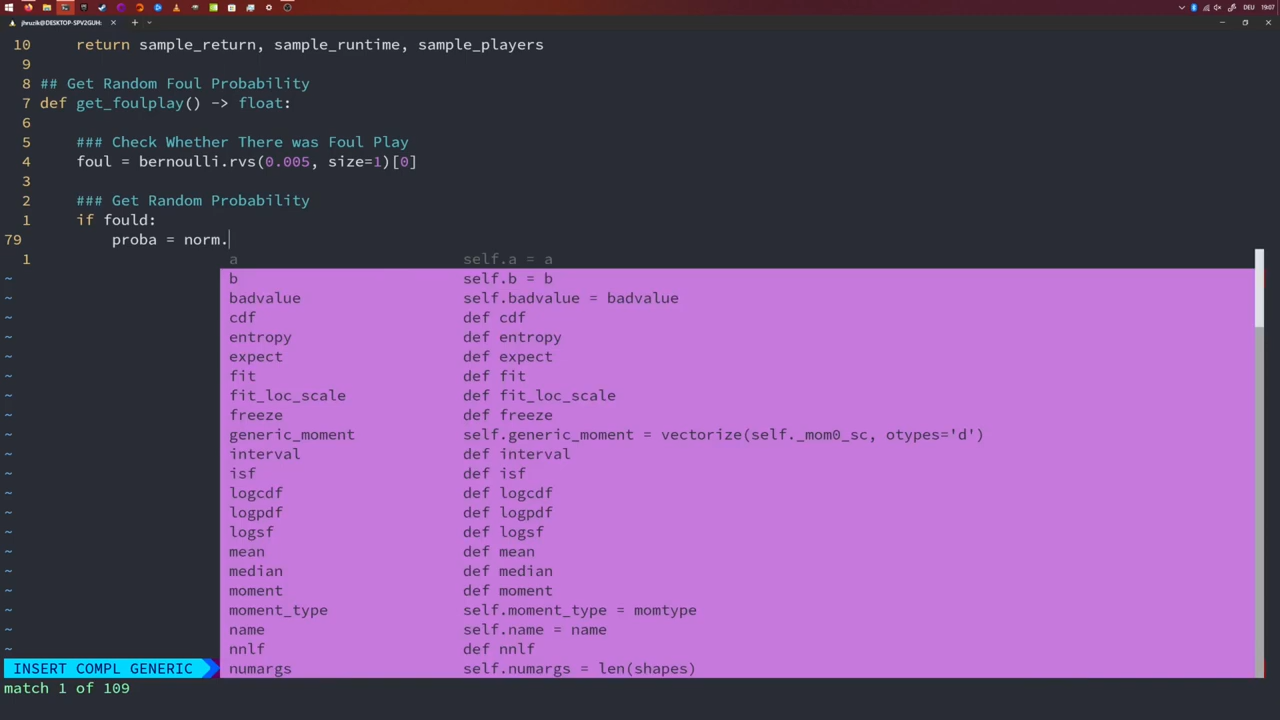 DEU 19:07
jhruzik@DESKTOP-SPV2GUH:
10 return sample_return, sample_runtime, sample_players
9
8 ## Get Random Foul Probability
7 def get_foulplay() -> float:
6
5 ### Check Whether There was Foul Play
4 foul = bernoulli.rvs(0.005, size=1)[0]
3
2 ### Get Random Probability
1 if fould:
79 proba = norm.
1 a self.a = a
~ b self.b = b
~ badvalue self.badvalue = badvalue
~ cdf def cdf
~ entropy def entropy
~ expect def expect
~ fit def fit
~ fit_loc_scale def fit_loc_scale
~ freeze def freeze
~ generic_moment self.generic_moment = vectorize(self._mom0_sc, otypes='d')
~ interval def interval
~ isf def isf
~ logcdf def logcdf
~ logpdf def logpdf
~ logsf def logsf
~ mean def mean
~ median def median
~ moment def moment
~ moment_type self.moment_type = momtype
~ name self.name = name
~ nnlf def nnlf
INSERT COMPL GENERIC numargs self.numargs = len(shapes)
match 1 of 109